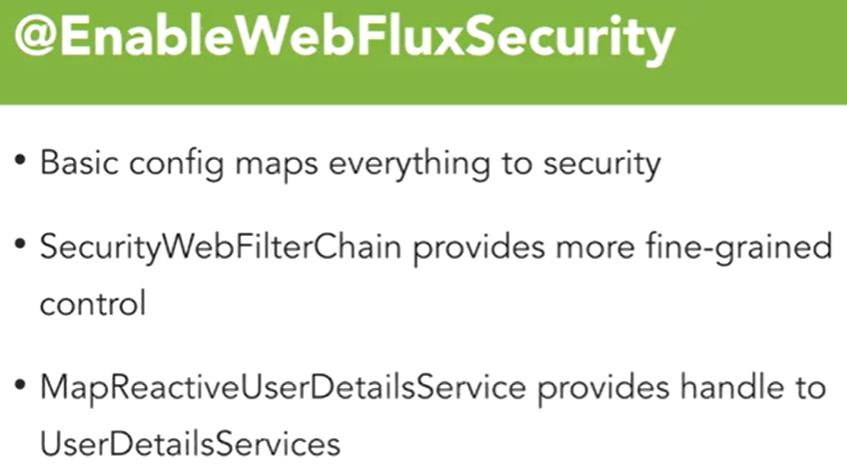 @EnableWebFluxSecurity
• Basic config maps everything to security
• SecurityWebFilterChain provides more fine-grained
control
• MapReactiveUserDetailsService provides handle to
UserDetailsServices